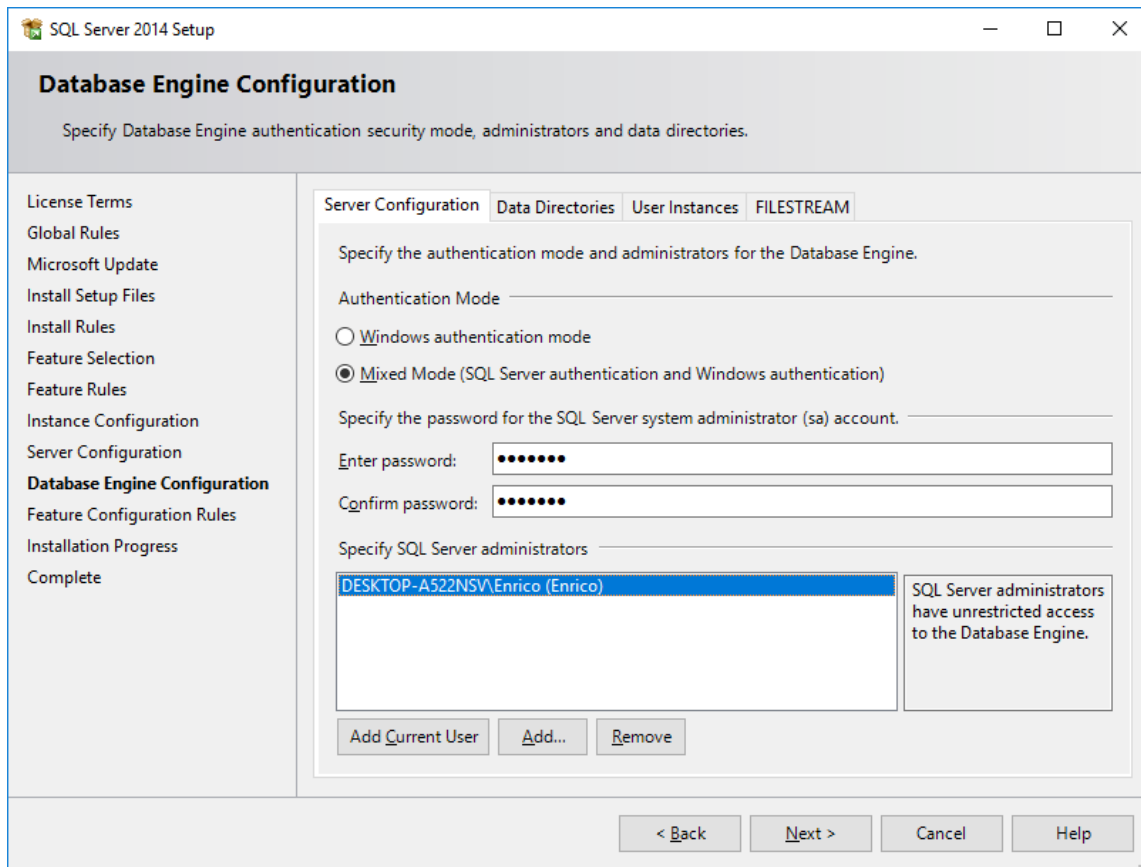 SQL Server 2014 Setup
Database Engine Configuration
Specify Database Engine authentication security mode, administrators and data directories.
License Terms
Global Rules
Microsoft Update
Install Setup Files
Install Rules
Feature Selection
Feature Rules
Instance Configuration
Server Configuration
Database Engine Configuration
Feature Configuration Rules
Installation Progress
Complete
Server Configuration Data Directories User Instances FILESTREAM
Specify the authentication mode and administrators for the Database Engine.
Authentication Mode
Windows authentication mode
Mixed Mode (SQL Server authentication and Windows authentication)
Specify the password for the SQL Server system administrator (sa) account.
Enter password: ●●●●●●●
Confirm password: ●●●●●●●
Specify SQL Server administrators
DESKTOP-A522NSV\Enrico (Enrico)
SQL Server administrators
have unrestricted access
to the Database Engine.
Add Current User Add... Remove
< Back Next > Cancel Help